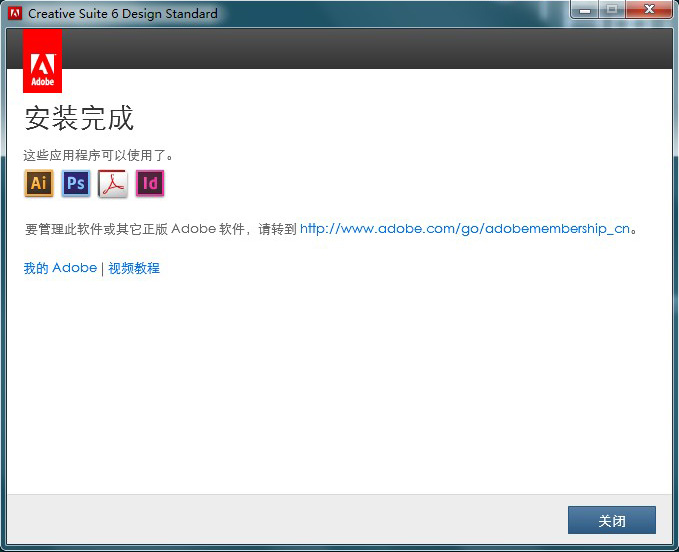 Creative Suite 6 Design Standard
Adobe
安装完成
这些应用程序可以使用了。
Ai Ps Id
要管理此软件或其它正版 Adobe 软件，请转到 http://www.adobe.com/go/adobemembership_cn。
我的 Adobe | 视频教程
关闭